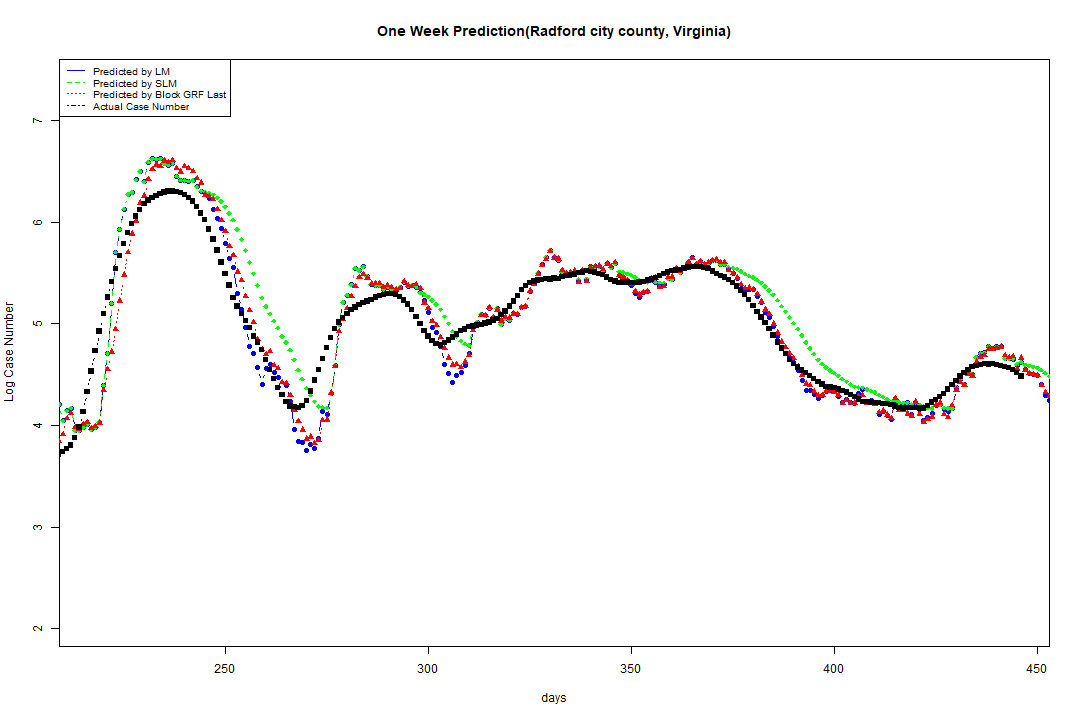 One Week Prediction(Radford city county, Virginia)
Predicted by LM
Predicted by SLM
Predicted by Block GRF Last
Actual Case Number
Log Case Number
7
6
5
4
3
2
250
300
350
400
450
days